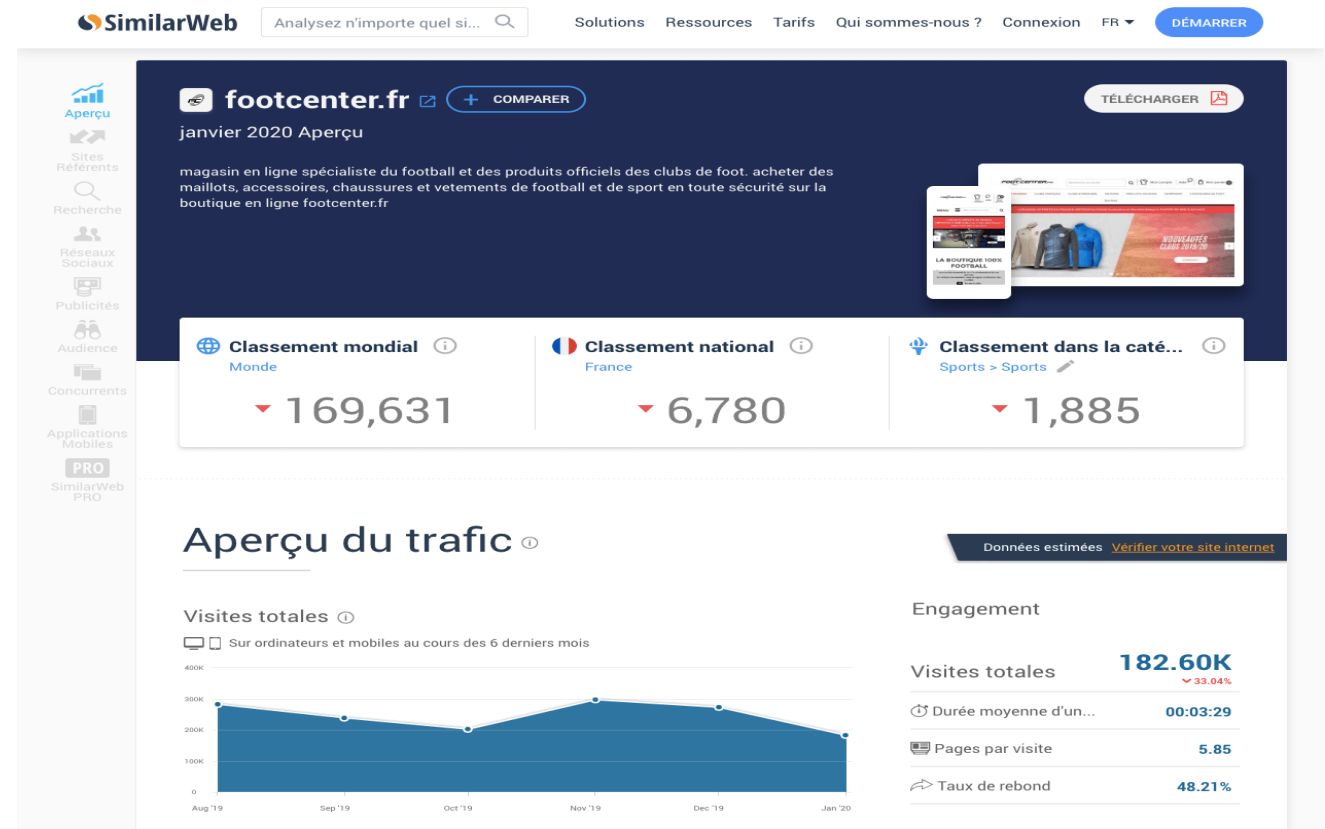 SimilarWeb
Analysez n'importe quel si...
Solutions Ressources Tarifs Qui sommes-nous ? Connexion FR DÉMARRER
Aperçu
Sites
Référents
Recherche
Réseaux
Sociaux
Publicités
Audience
Concurrents
Applications
Mobiles
PRO
SimilarWeb
PRO
footcenter.fr
+ COMPARER
TÉLÉCHARGER
janvier 2020 Aperçu
magasin en ligne spécialiste du football et des produits officiels des clubs de foot. acheter des
maillots, accessoires, chaussures et vetements de football et de sport en toute sécurité sur la
boutique en ligne footcenter.fr
LA BOUTIQUE 100%
FOOTBALL
NOUVEAUTÉS
CLUBS 2019/20
Classement mondial
Monde
169,631
Classement national
France
6,780
Classement dans la caté...
Sports > Sports
1,885
Aperçu du trafic
Données estimées Vérifier votre site internet
Visites totales
Sur ordinateurs et mobiles au cours des 6 derniers mois
400K
300K
200K
100K
0
Aug '19 Sep '19 Oct '19 Nov '19 Dec '19 Jan '20
Engagement
Visites totales 182.60K
33.04%
Durée moyenne d'un... 00:03:29
Pages par visite 5.85
Taux de rebond 48.21%